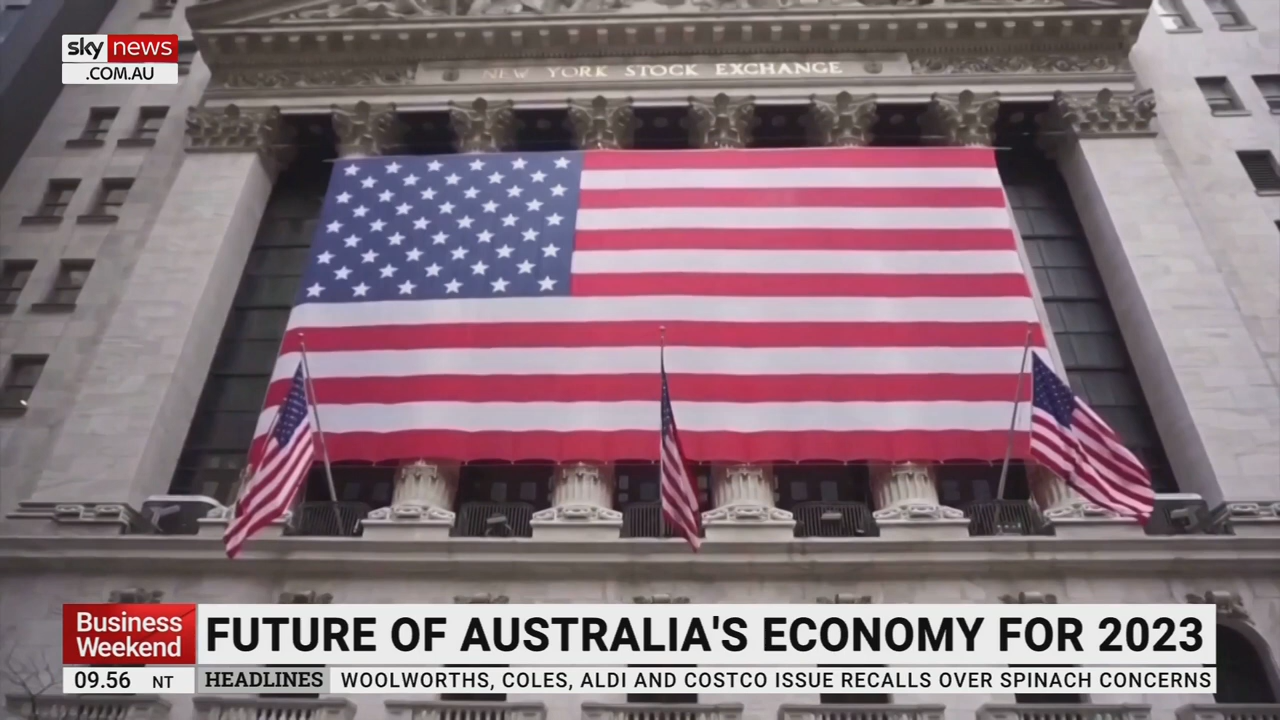 sky news
.COM.AU
NEW YORK STOCK EXCHANGE
Business
Weekend
FUTURE OF AUSTRALIA'S ECONOMY FOR 2023
09.56 NT
HEADLINES
WOOLWORTHS, COLES, ALDI AND COSTCO ISSUE RECALLS OVER SPINACH CONCERNS